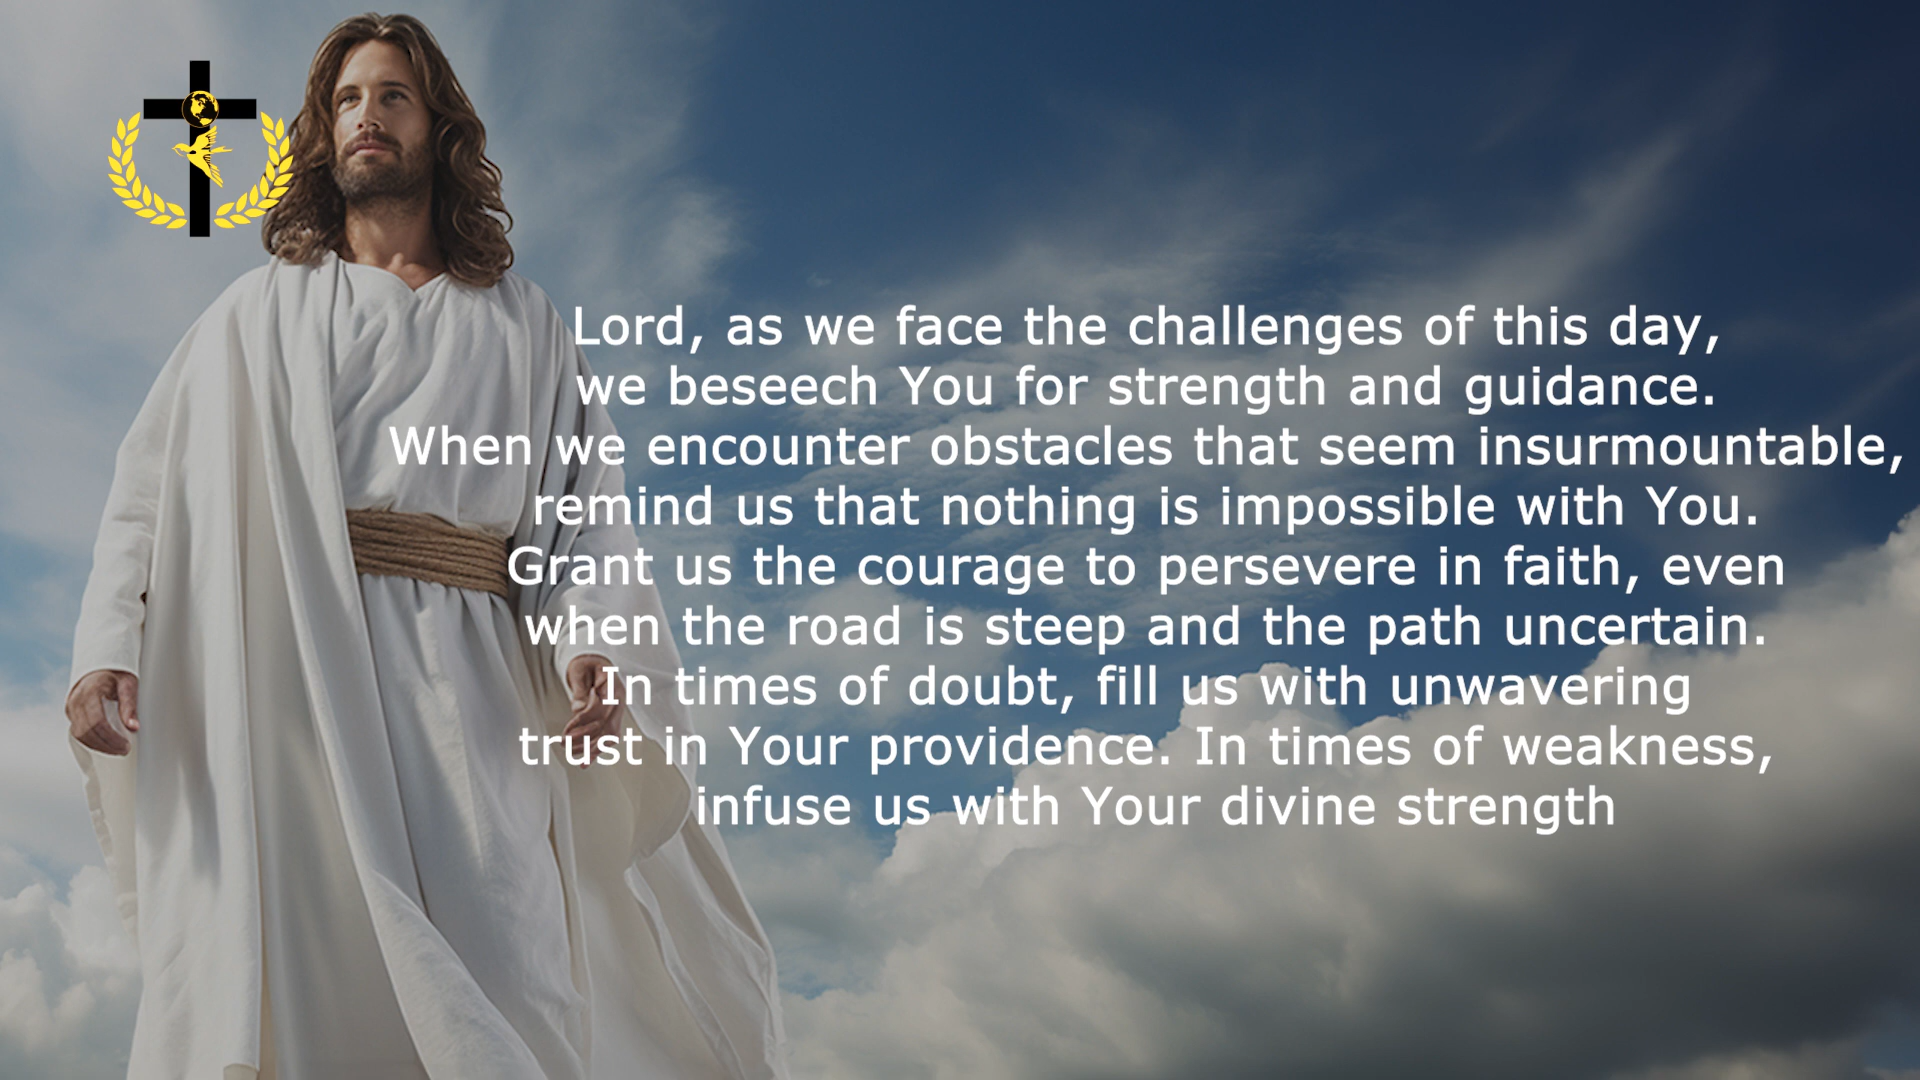 Lord, as we face the challenges of this day,
we beseech You for strength and guidance.
When we encounter obstacles that seem insurmountable,
remind us that nothing is impossible with You.
Grant us the courage to persevere in faith, even
when the road is steep and the path uncertain.
In times of doubt, fill us with unwavering
trust in Your providence. In times of weakness,
infuse us with Your divine strength